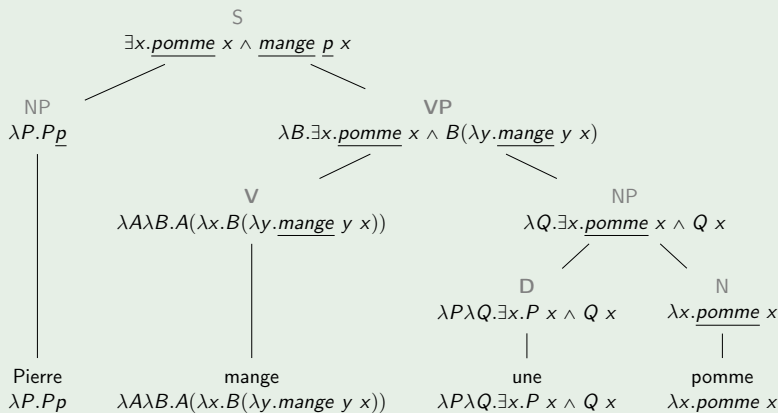 S
∃x.pomme x ∧ mange p x
NP
λP.Pp
VP
λB.∃x.pomme x ∧ B(λy.mange y x)
V
λAλB.A(λx.B(λy.mange y x))
NP
λQ.∃x.pomme x ∧ Q x
D
λPλQ.∃x.P x ∧ Q x
N
λx.pomme x
Pierre
λP.Pp
mange
λAλB.A(λx.B(λy.mange y x))
une
λPλQ.∃x.P x ∧ Q x
pomme
λx.pomme x